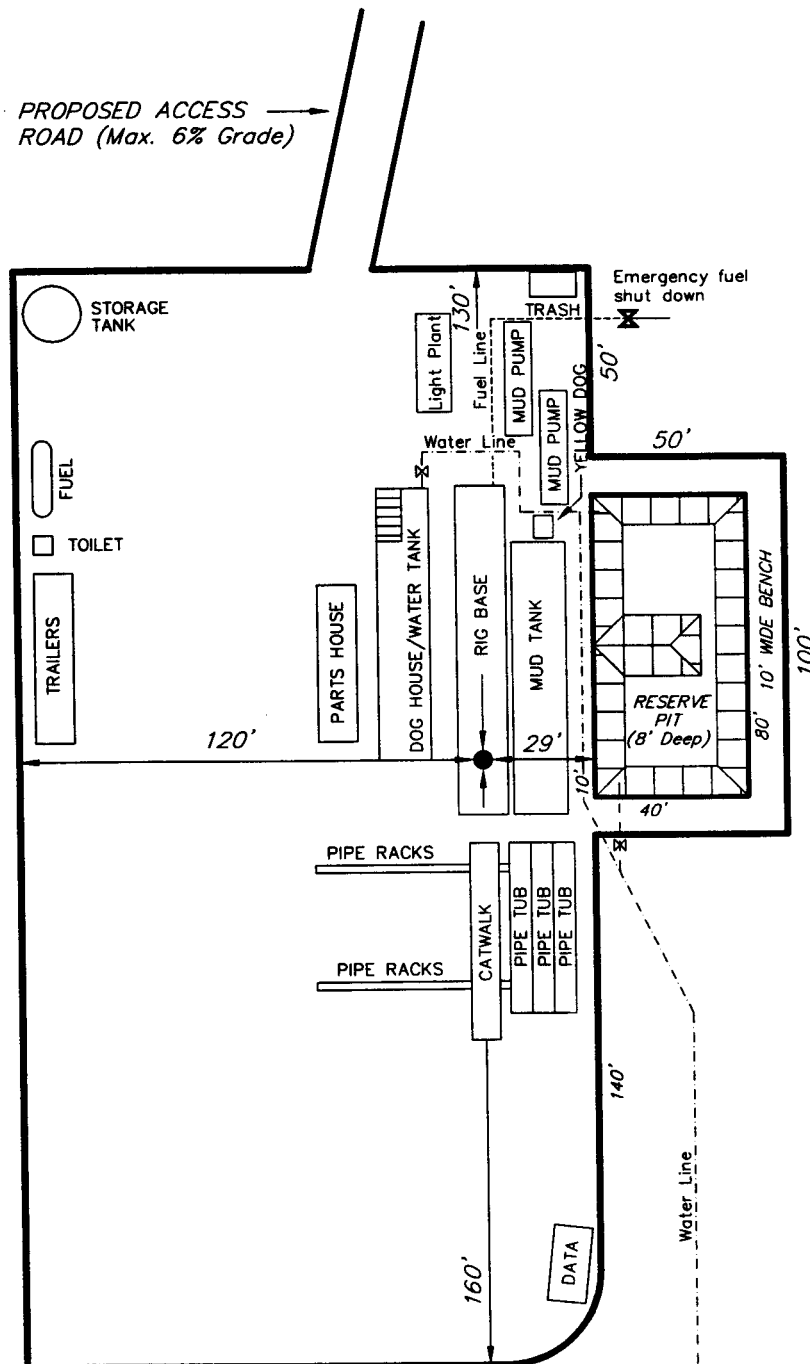 PROPOSED ACCESS
ROAD (Max. 6% Grade)
STORAGE
TANK
Light Plant
130'
Fuel Line
TRASH
Emergency fuel
shut down
MUD PUMP
MUD PUMP
50'
YELLOW DOG
50'
Water Line
FUEL
TOILET
TRAILERS
PARTS HOUSE
DOG HOUSE/WATER TANK
RIG BASE
MUD TANK
RESERVE
PIT
(8' Deep)
80'
10' WIDE BENCH
100'
120'
29'
10'
40'
PIPE RACKS
PIPE RACKS
CATWALK
PIPE TUB
PIPE TUB
PIPE TUB
140'
Water Line
160'
DATA